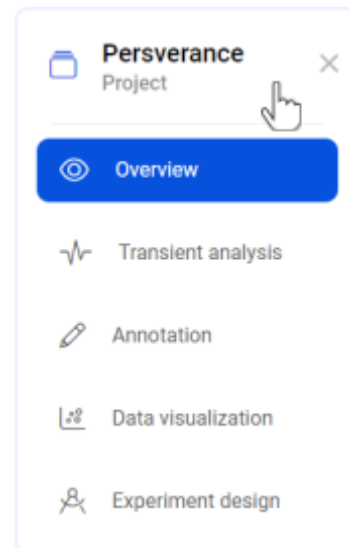 Persverance
Project
Overview
Transient analysis
Annotation
Data visualization
Experiment design